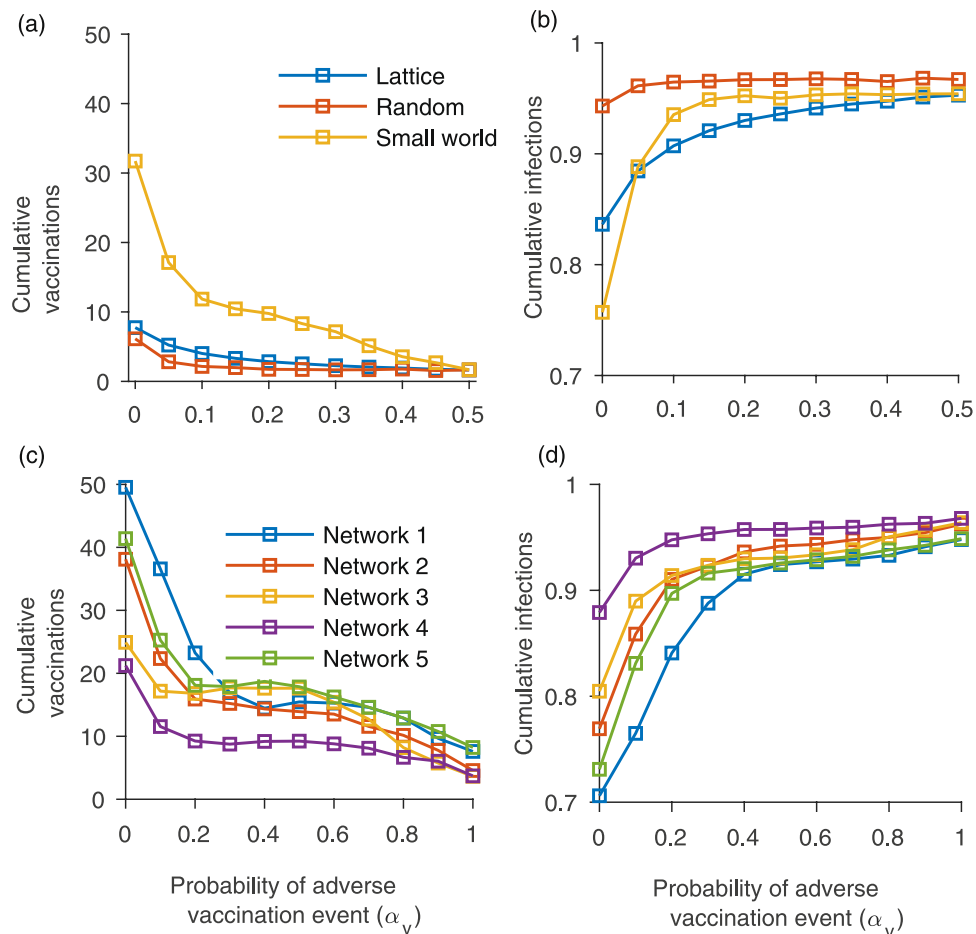 (a)
50
40
30
20
10
0
Cumulative
vaccinations
Lattice
Random
Small world
0 0.1 0.2 0.3 0.4 0.5
(b)
1
0.9
0.8
0.7
Cumulative infections
0 0.1 0.2 0.3 0.4 0.5
(c)
50
40
30
20
10
0
Cumulative
vaccinations
Network 1
Network 2
Network 3
Network 4
Network 5
0 0.2 0.4 0.6 0.8 1
Probability of adverse
vaccination event (αv)
(d)
1
0.9
0.8
0.7
Cumulative infections
0 0.2 0.4 0.6 0.8 1
Probability of adverse
vaccination event (αv)